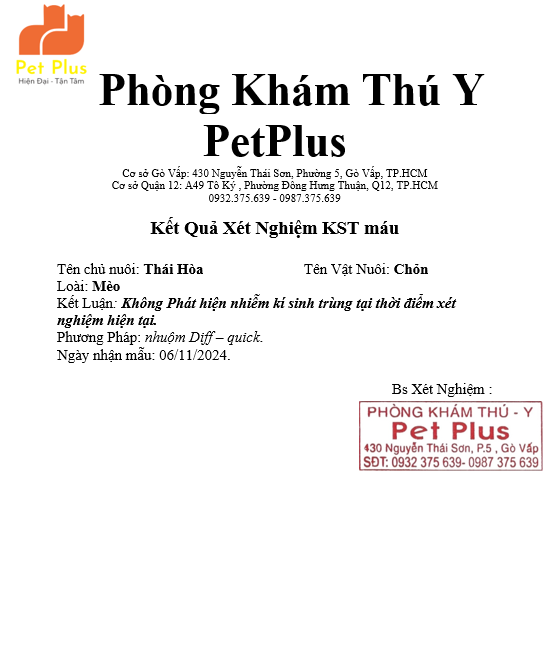 Pet Plus
Hiện Đại - Tận Tâm
Phòng Khám Thú Y
PetPlus
Cơ sở Gò Vấp: 430 Nguyễn Thái Sơn, Phường 5, Gò Vấp, TP.HCM
Cơ sở Quận 12: A49 Tô Ký , Phường Đông Hưng Thuận, Q12, TP.HCM
0932.375.639 - 0987.375.639
Kết Quả Xét Nghiệm KST máu
Tên chủ nuôi: Thái Hòa Tên Vật Nuôi: Chỏn
Loài: Mèo
Kết Luận: Không Phát hiện nhiễm kí sinh trùng tại thời điểm xét
nghiệm hiện tại.
Phương Pháp: nhuộm Diff – quick.
Ngày nhận mẫu: 06/11/2024.
Bs Xét Nghiệm :
PHÒNG KHÁM THÚ - Y
Pet Plus
430 Nguyễn Thái Sơn, P.5 , Gò Vấp
SĐT: 0932 375 639- 0987 375 639